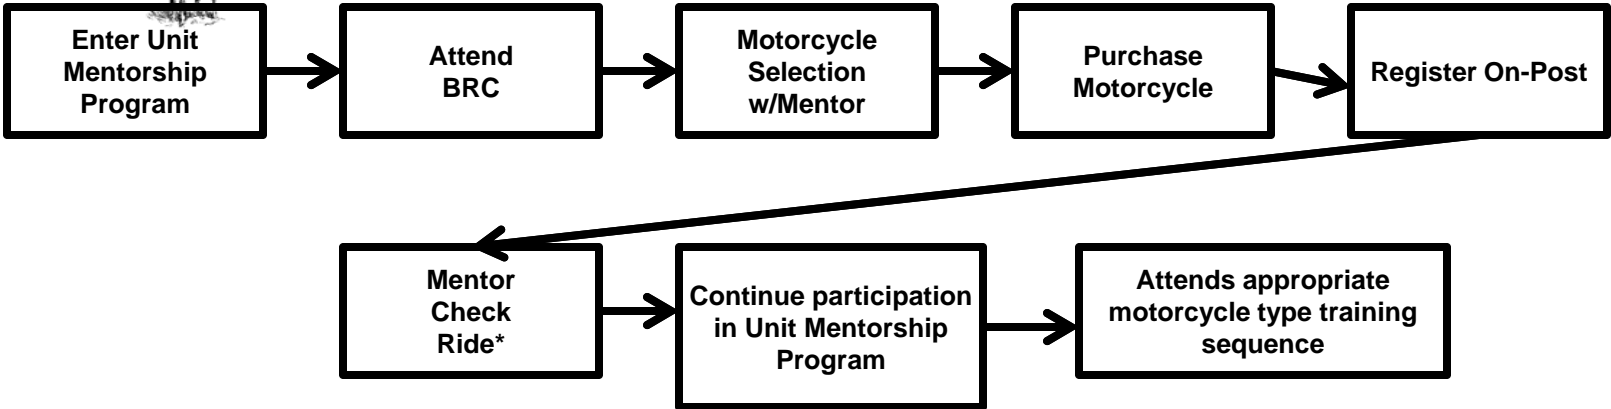 Enter Unit
Mentorship
Program
Attend
BRC
Motorcycle
Selection
w/Mentor
Purchase
Motorcycle
Register On-Post
Mentor
Check
Ride*
Continue participation
in Unit Mentorship
Program
Attends appropriate
motorcycle type training
sequence